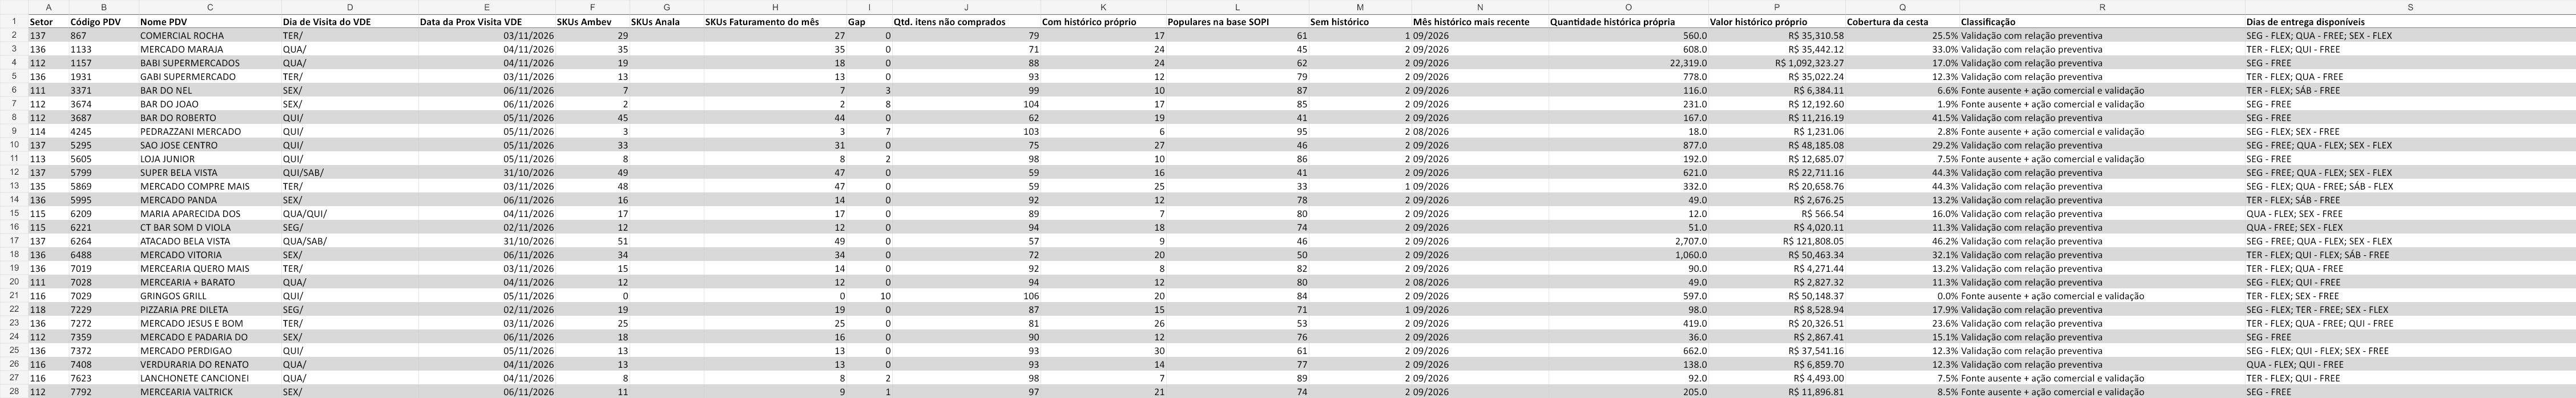 A B C D E F G H I J K L M N O P Q R S
1 Setor Código PDV Nome PDV Dia de Visita do VDE Data da Prox Visita VDE SKUs Ambev SKUs Anala SKUs Faturamento do mês Gap Qtd. itens não comprados Com histórico próprio Populares na base SOPI Sem histórico Mês histórico mais recente Quantidade histórica própria Valor histórico próprio Cobertura da cesta Classificação Dias de entrega disponíveis
2 137 867 COMERCIAL ROCHA TER/ 03/11/2026 29 27 0 79 17 61 1 09/2026 560.0 R$ 35,310.58 25.5% Validação com relação preventiva SEG - FLEX; QUA - FREE; SEX - FLEX
3 136 1133 MERCADO MARAJA QUA/ 04/11/2026 35 35 0 71 24 45 2 09/2026 608.0 R$ 35,442.12 33.0% Validação com relação preventiva TER - FLEX; QUI - FREE
4 112 1157 BABI SUPERMERCADOS QUA/ 04/11/2026 19 18 0 88 24 62 2 09/2026 22,319.0 R$ 1,092,323.27 17.0% Validação com relação preventiva SEG - FREE
5 136 1931 GABI SUPERMERCADO TER/ 03/11/2026 13 13 0 93 12 79 2 09/2026 778.0 R$ 35,022.24 12.3% Validação com relação preventiva TER - FLEX; QUA - FREE
6 111 3371 BAR DO NEL SEX/ 06/11/2026 7 7 3 99 10 87 2 09/2026 116.0 R$ 6,384.11 6.6% Fonte ausente + ação comercial e validação TER - FLEX; SÁB - FREE
7 112 3674 BAR DO JOAO SEX/ 06/11/2026 2 2 8 104 17 85 2 09/2026 231.0 R$ 12,192.60 1.9% Fonte ausente + ação comercial e validação SEG - FREE
8 112 3687 BAR DO ROBERTO QUI/ 05/11/2026 45 44 0 62 19 41 2 09/2026 167.0 R$ 11,216.19 41.5% Validação com relação preventiva SEG - FREE
9 114 4245 PEDRAZZANI MERCADO QUI/ 05/11/2026 3 3 7 103 6 95 2 08/2026 18.0 R$ 1,231.06 2.8% Fonte ausente + ação comercial e validação SEG - FLEX; SEX - FREE
10 137 5295 SAO JOSE CENTRO QUI/ 05/11/2026 33 31 0 75 27 46 2 09/2026 877.0 R$ 48,185.08 29.2% Validação com relação preventiva SEG - FREE; QUA - FLEX; SEX - FLEX
11 113 5605 LOJA JUNIOR QUI/ 05/11/2026 8 8 2 98 10 86 2 09/2026 192.0 R$ 12,685.07 7.5% Fonte ausente + ação comercial e validação SEG - FREE
12 137 5799 SUPER BELA VISTA QUI/SAB/ 31/10/2026 49 47 0 59 16 41 2 09/2026 621.0 R$ 22,711.16 44.3% Validação com relação preventiva SEG - FREE; QUA - FLEX; SEX - FLEX
13 135 5869 MERCADO COMPRE MAIS TER/ 03/11/2026 48 47 0 59 25 33 1 09/2026 332.0 R$ 20,658.76 44.3% Validação com relação preventiva SEG - FLEX; QUA - FREE; SÁB - FLEX
14 136 5995 MERCADO PANDA SEX/ 06/11/2026 16 14 0 92 12 78 2 09/2026 49.0 R$ 2,676.25 13.2% Validação com relação preventiva TER - FLEX; SÁB - FREE
15 115 6209 MARIA APARECIDA DOS QUA/QUI/ 04/11/2026 17 17 0 89 7 80 2 09/2026 12.0 R$ 566.54 16.0% Validação com relação preventiva QUA - FLEX; SEX - FREE
16 115 6221 CT BAR SOM D VIOLA SEG/ 02/11/2026 12 12 0 94 18 74 2 09/2026 51.0 R$ 4,020.11 11.3% Validação com relação preventiva QUA - FREE; SEX - FLEX
17 137 6264 ATACADO BELA VISTA QUA/SAB/ 31/10/2026 51 49 0 57 9 46 2 09/2026 2,707.0 R$ 121,808.05 46.2% Validação com relação preventiva SEG - FREE; QUA - FLEX; SEX - FLEX
18 136 6488 MERCADO VITORIA SEX/ 06/11/2026 34 34 0 72 20 50 2 09/2026 1,060.0 R$ 50,463.34 32.1% Validação com relação preventiva TER - FLEX; QUI - FLEX; SÁB - FREE
19 136 7019 MERCEARIA QUERO MAIS TER/ 03/11/2026 15 14 0 92 8 82 2 09/2026 90.0 R$ 4,271.44 13.2% Validação com relação preventiva TER - FLEX; QUA - FREE
20 111 7028 MERCEARIA + BARATO QUA/ 04/11/2026 12 12 0 94 12 80 2 08/2026 49.0 R$ 2,827.32 11.3% Validação com relação preventiva SEG - FLEX; QUI - FREE
21 116 7029 GRINGOS GRILL QUI/ 05/11/2026 0 0 10 106 20 84 2 09/2026 597.0 R$ 50,148.37 0.0% Fonte ausente + ação comercial e validação TER - FLEX; SEX - FREE
22 118 7229 PIZZARIA PRE DILETA SEG/ 02/11/2026 19 19 0 87 15 71 1 09/2026 98.0 R$ 8,528.94 17.9% Validação com relação preventiva SEG - FLEX; TER - FREE; SEX - FLEX
23 136 7272 MERCADO JESUS E BOM TER/ 03/11/2026 25 25 0 81 26 53 2 09/2026 419.0 R$ 20,326.51 23.6% Validação com relação preventiva TER - FLEX; QUA - FREE; QUI - FREE
24 112 7359 MERCADO E PADARIA DO SEX/ 06/11/2026 18 16 0 90 12 76 2 09/2026 36.0 R$ 2,867.41 15.1% Validação com relação preventiva SEG - FREE
25 136 7372 MERCADO PERDIGAO QUI/ 05/11/2026 13 13 0 93 30 61 2 09/2026 662.0 R$ 37,541.16 12.3% Validação com relação preventiva SEG - FLEX; QUI - FLEX; SEX - FREE
26 116 7408 VERDURARIA DO RENATO QUA/ 04/11/2026 13 13 0 93 14 77 2 09/2026 138.0 R$ 6,859.70 12.3% Validação com relação preventiva QUA - FLEX; QUI - FREE
27 116 7623 LANCHONETE CANCIONEI QUA/ 04/11/2026 8 8 2 98 7 89 2 09/2026 92.0 R$ 4,493.00 7.5% Fonte ausente + ação comercial e validação TER - FLEX; QUI - FREE
28 112 7792 MERCEARIA VALTRICK SEX/ 06/11/2026 11 9 1 97 21 74 2 09/2026 205.0 R$ 11,896.81 8.5% Fonte ausente + ação comercial e validação SEG - FREE